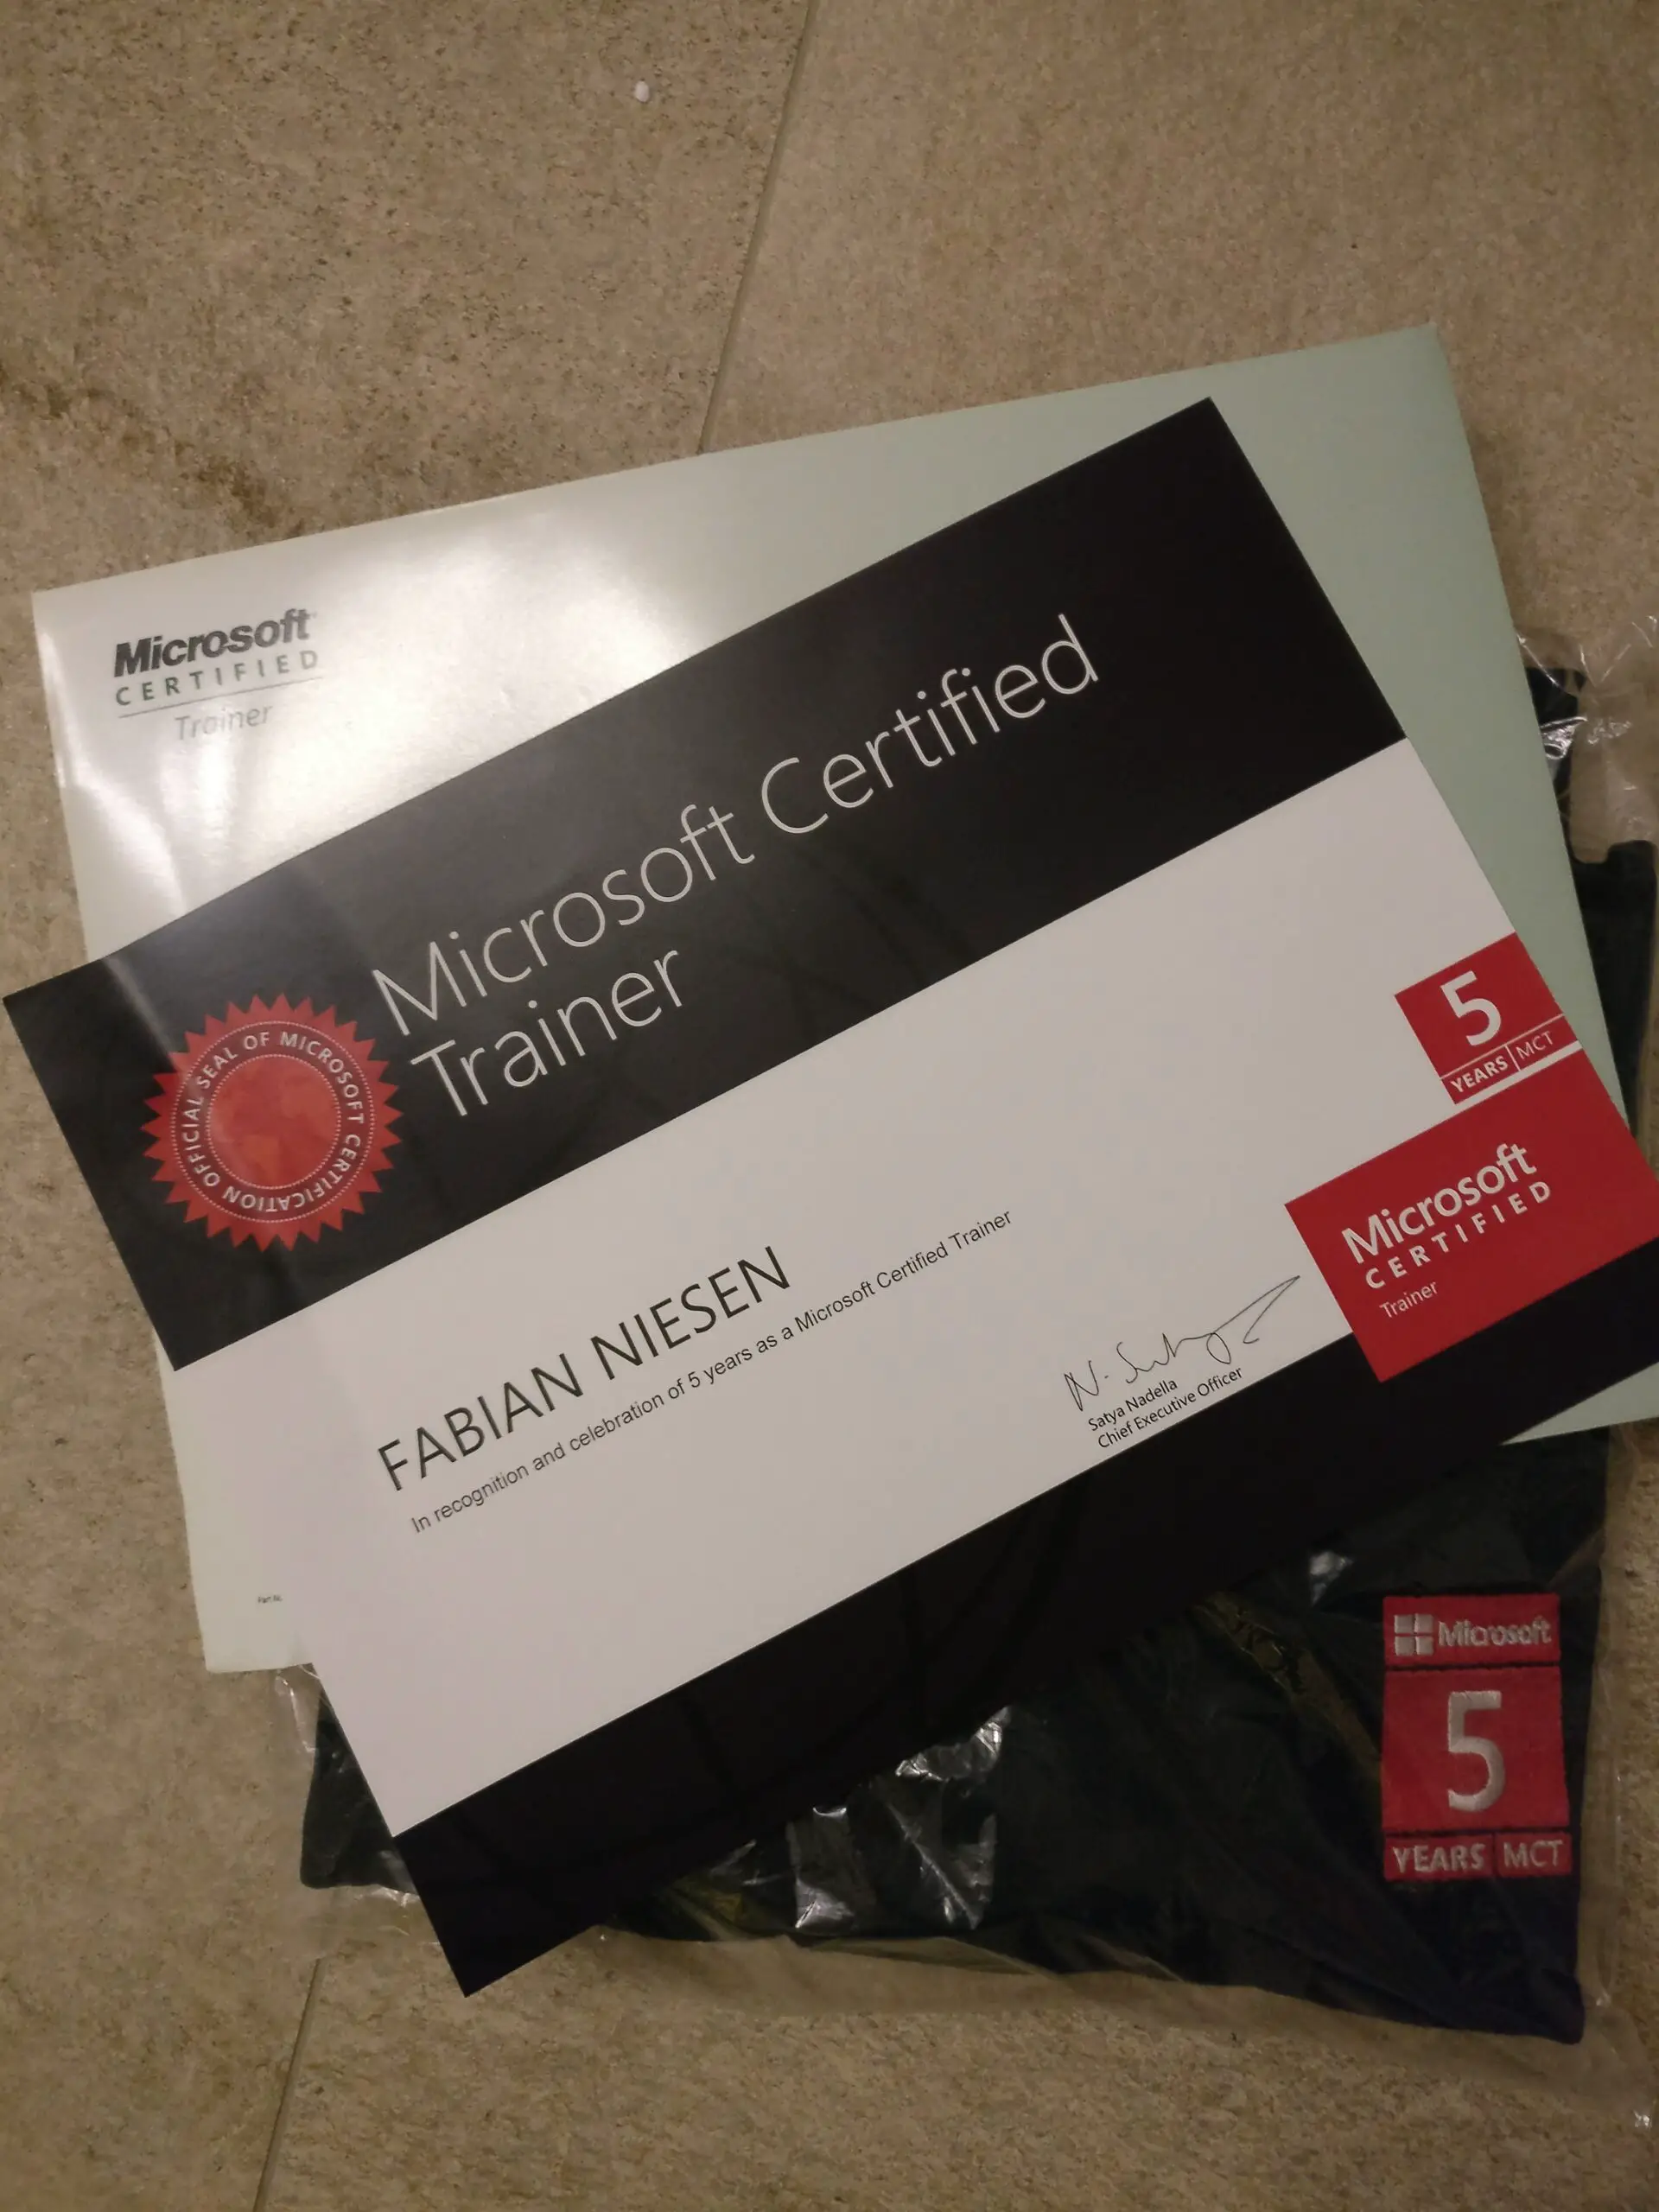 Microsoft
CERTIFIED
Trainer
Microsoft Certified
Trainer
OFFICIAL SEAL OF MICROSOFT CERTIFICATION
5
YEARS MCT
Microsoft
CERTIFIED
Trainer
FABIAN NIESEN
In recognition and celebration of 5 years as a Microsoft Certified Trainer
Satya Nadella
Chief Executive Officer
Part No.
Microsoft
5
YEARS MCT